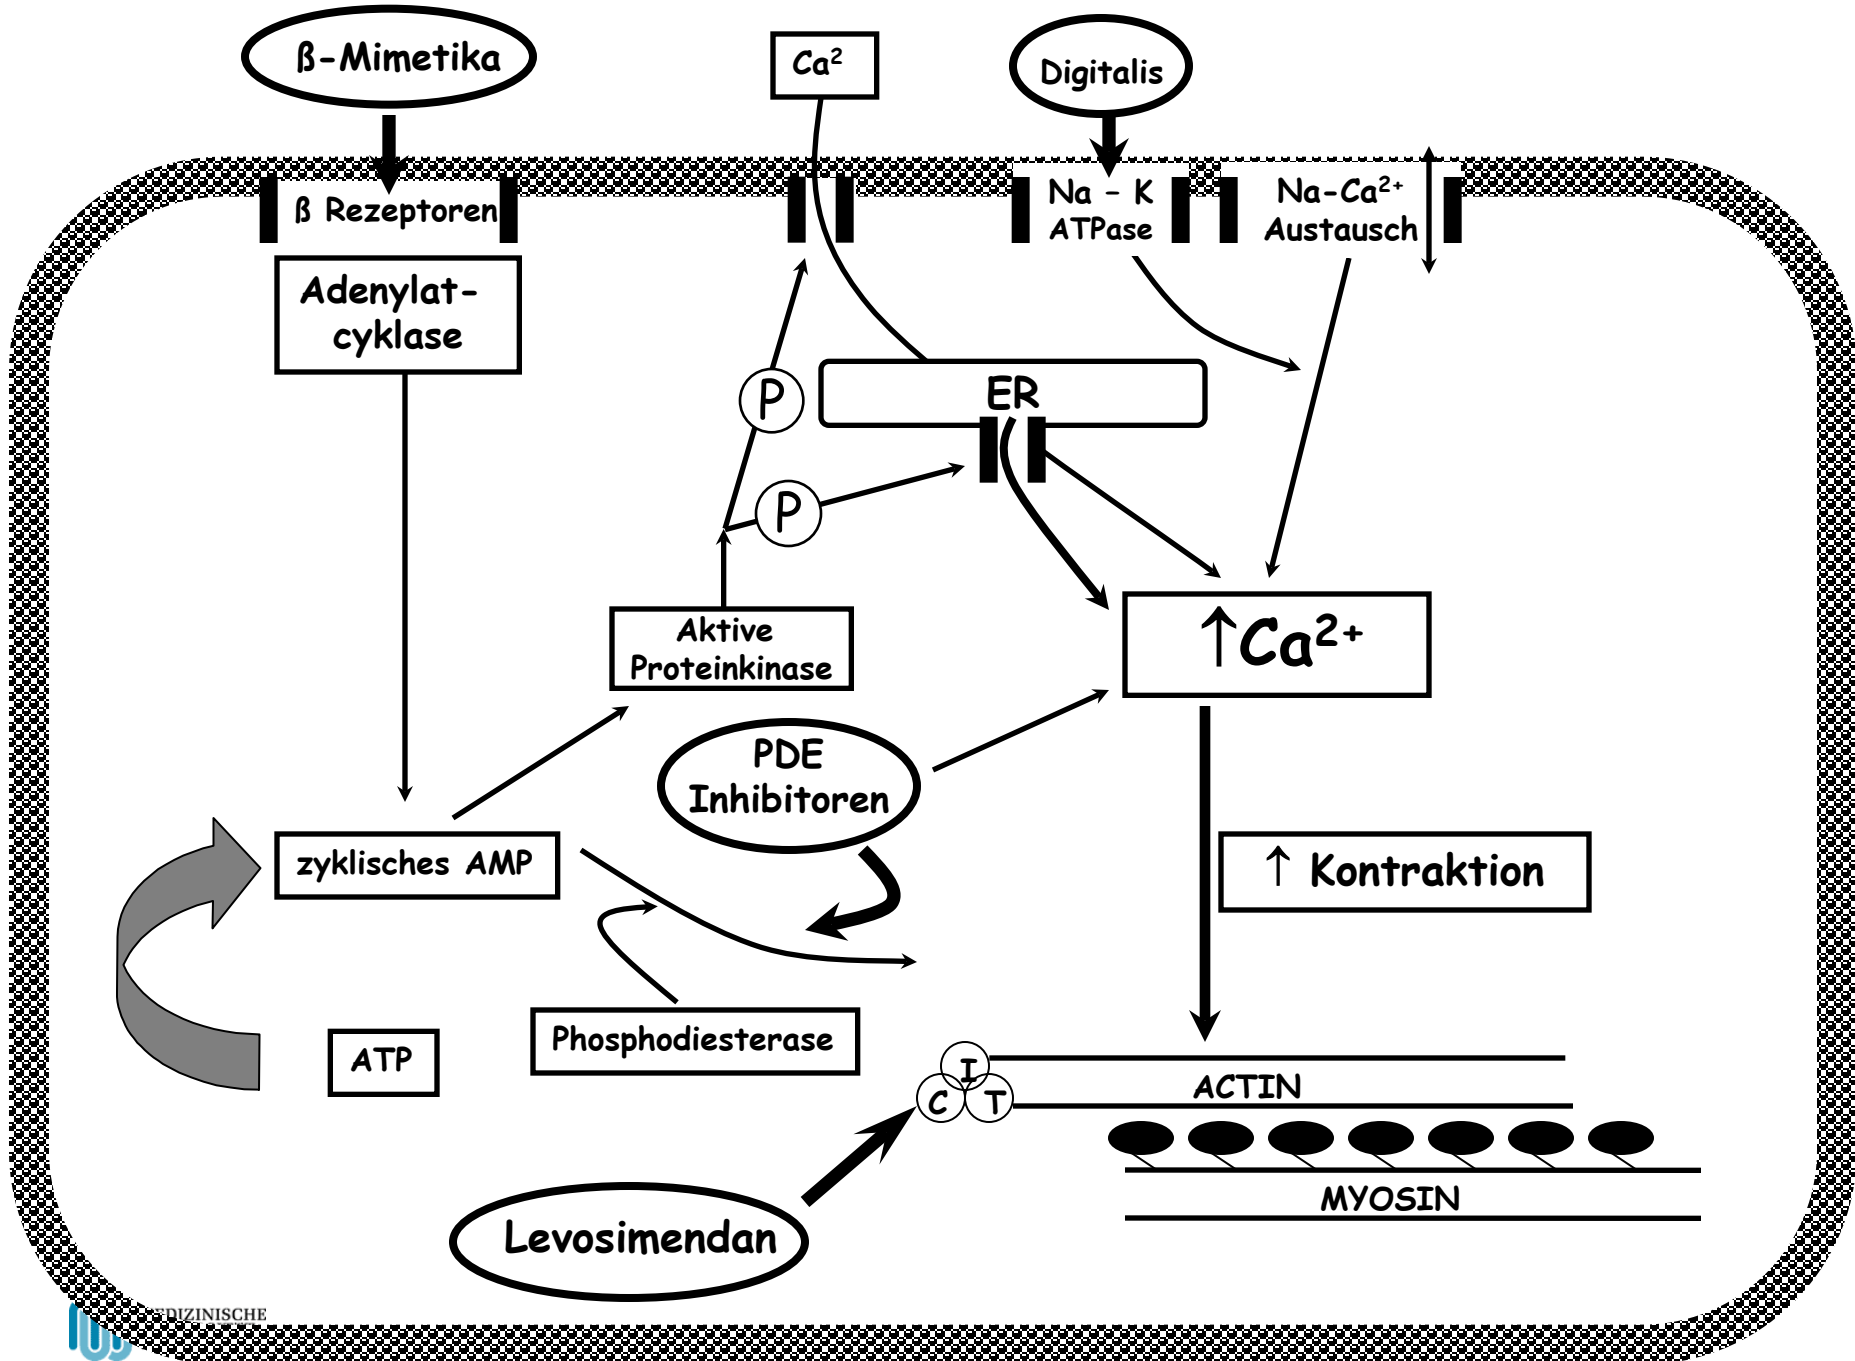 ß-Mimetika
Ca²
Digitalis
ß Rezeptoren
Na – K
ATPase
Na-Ca²⁺
Austausch
Adenylat-
cyklase
ER
P
P
Aktive
Proteinkinase
↑Ca²⁺
PDE
Inhibitoren
zyklisches AMP
↑ Kontraktion
Phosphodiesterase
ATP
I
C T
ACTIN
MYOSIN
Levosimendan